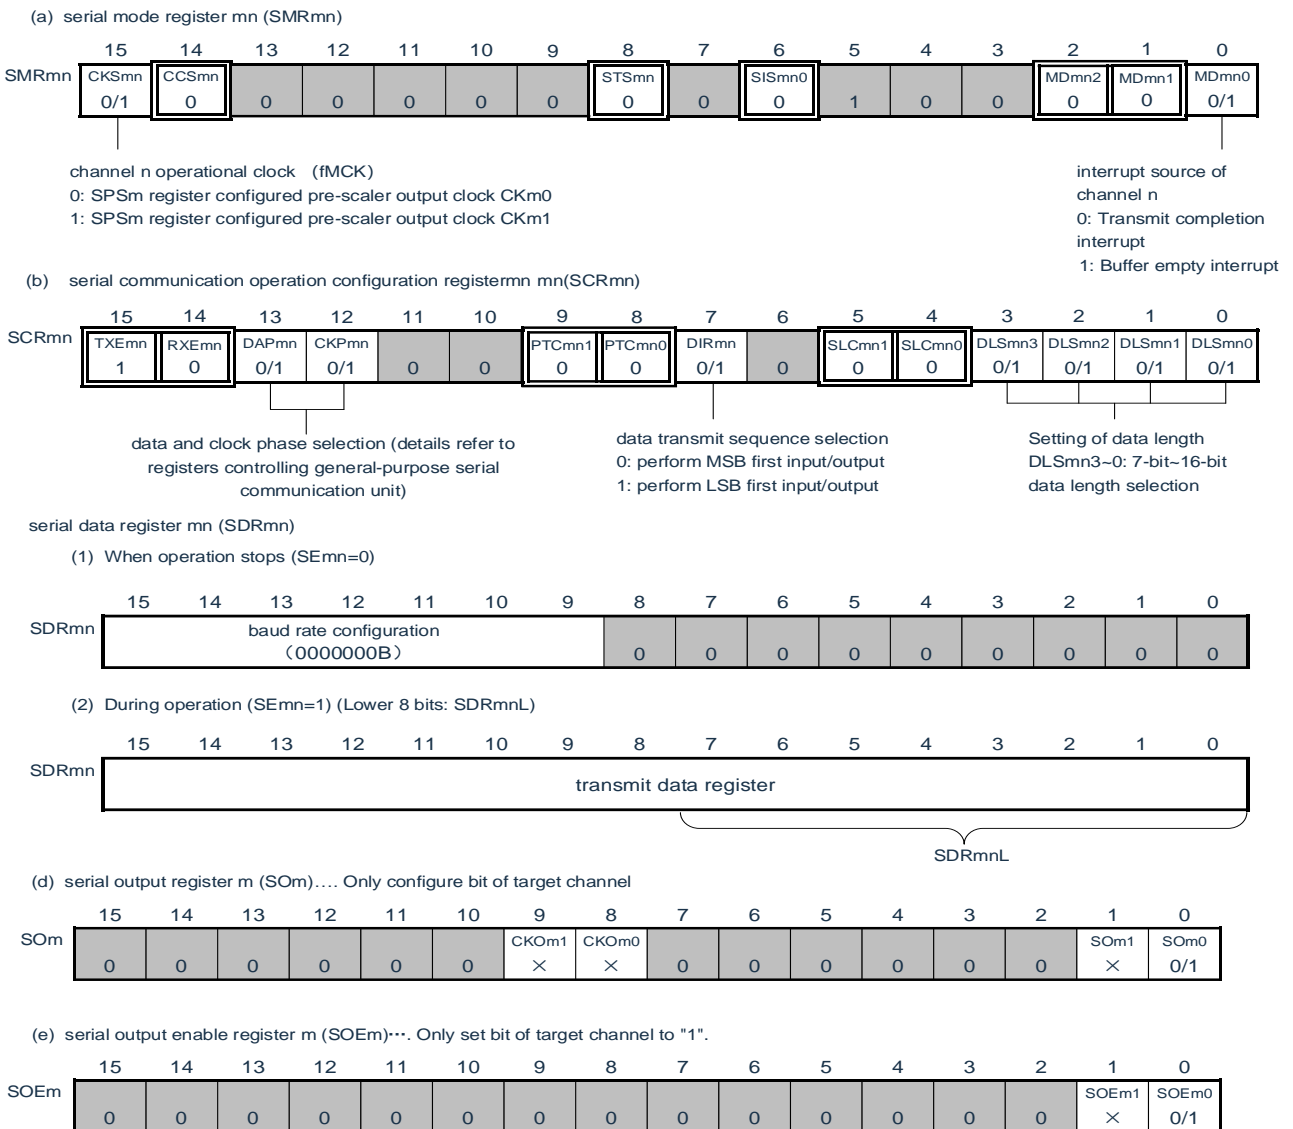 (a) serial mode register mn (SMRmn)
15 14 13 12 11 10 9 8 7 6 5 4 3 2 1 0
SMRmn CKSmn CCSmn STSmn SISmn0 MDmn2 MDmn1 MDmn0
0/1 0 0 0 0 0 0 0 0 0 1 0 0 0 0 0/1
channel n operational clock (fMCK)
0: SPSm register configured pre-scaler output clock CKm0
1: SPSm register configured pre-scaler output clock CKm1
interrupt source of
channel n
0: Transmit completion
interrupt
1: Buffer empty interrupt
(b) serial communication operation configuration registermn mn(SCRmn)
15 14 13 12 11 10 9 8 7 6 5 4 3 2 1 0
SCRmn TXEmn RXEmn DAPmn CKPmn PTCmn1 PTCmn0 DIRmn SLCmn1 SLCmn0 DLSmn3 DLSmn2 DLSmn1 DLSmn0
1 0 0/1 0/1 0 0 0 0 0/1 0 0 0 0/1 0/1 0/1 0/1
data and clock phase selection (details refer to
registers controlling general-purpose serial
communication unit)
data transmit sequence selection
0: perform MSB first input/output
1: perform LSB first input/output
Setting of data length
DLSmn3~0: 7-bit~16-bit
data length selection
serial data register mn (SDRmn)
(1) When operation stops (SEmn=0)
15 14 13 12 11 10 9 8 7 6 5 4 3 2 1 0
SDRmn baud rate configuration
（0000000B） 0 0 0 0 0 0 0 0 0
(2) During operation (SEmn=1) (Lower 8 bits: SDRmnL)
15 14 13 12 11 10 9 8 7 6 5 4 3 2 1 0
SDRmn transmit data register
SDRmnL
(d) serial output register m (SOm)…. Only configure bit of target channel
15 14 13 12 11 10 9 8 7 6 5 4 3 2 1 0
SOm CKOm1 CKOm0 SOm1 SOm0
0 0 0 0 0 0 × × 0 0 0 0 0 0 × 0/1
(e) serial output enable register m (SOEm)···. Only set bit of target channel to "1".
15 14 13 12 11 10 9 8 7 6 5 4 3 2 1 0
SOEm SOEm1 SOEm0
0 0 0 0 0 0 0 0 0 0 0 0 0 0 × 0/1